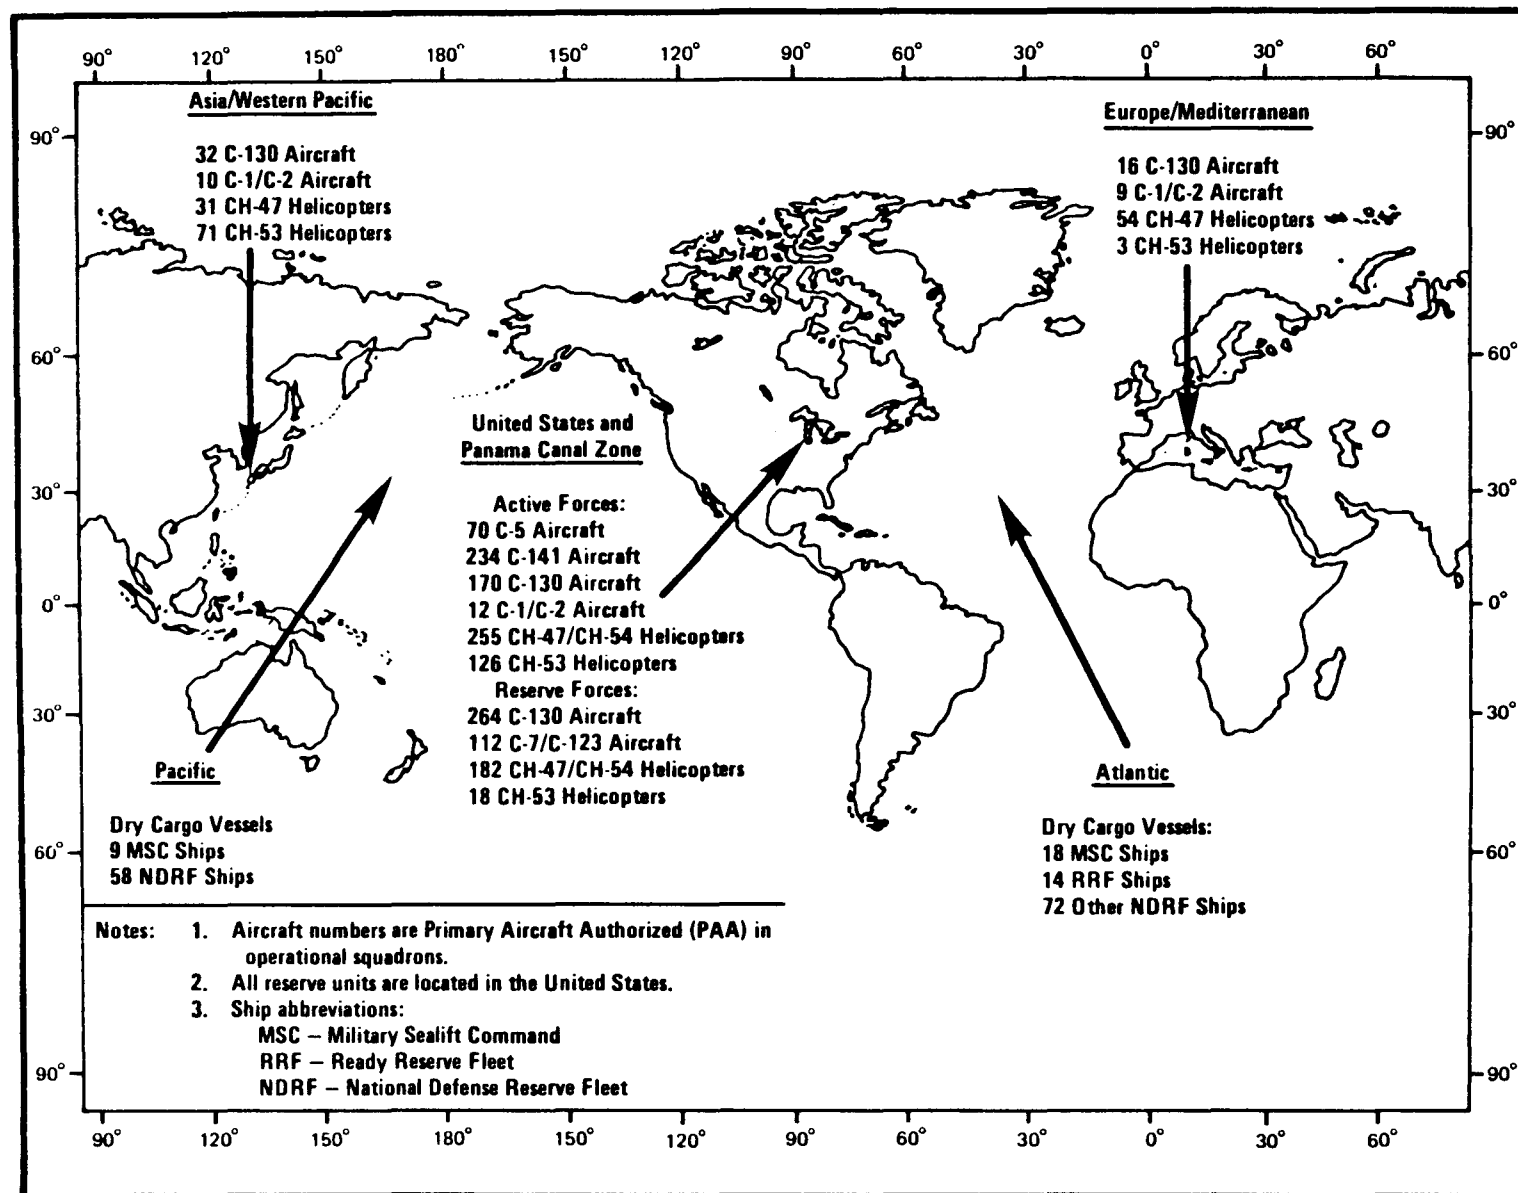 90° 120° 150° 180° 150° 120° 90° 60° 30° 0° 30° 60°
90°
60°
30°
0°
30°
60°
90°
Asia/Western Pacific
32 C-130 Aircraft
10 C-1/C-2 Aircraft
31 CH-47 Helicopters
71 CH-53 Helicopters
Europe/Mediterranean
16 C-130 Aircraft
9 C-1/C-2 Aircraft
54 CH-47 Helicopters
3 CH-53 Helicopters
United States and
Panama Canal Zone
Active Forces:
70 C-5 Aircraft
234 C-141 Aircraft
170 C-130 Aircraft
12 C-1/C-2 Aircraft
255 CH-47/CH-54 Helicopters
126 CH-53 Helicopters
Reserve Forces:
264 C-130 Aircraft
112 C-7/C-123 Aircraft
182 CH-47/CH-54 Helicopters
18 CH-53 Helicopters
Pacific
Dry Cargo Vessels
9 MSC Ships
58 NDRF Ships
Atlantic
Dry Cargo Vessels:
18 MSC Ships
14 RRF Ships
72 Other NDRF Ships
90°
60°
30°
0°
30°
60°
90°
Notes: 1. Aircraft numbers are Primary Aircraft Authorized (PAA) in
operational squadrons.
2. All reserve units are located in the United States.
3. Ship abbreviations:
MSC – Military Sealift Command
RRF – Ready Reserve Fleet
NDRF – National Defense Reserve Fleet
90° 120° 150° 180° 150° 120° 90° 60° 30° 0° 30° 60°